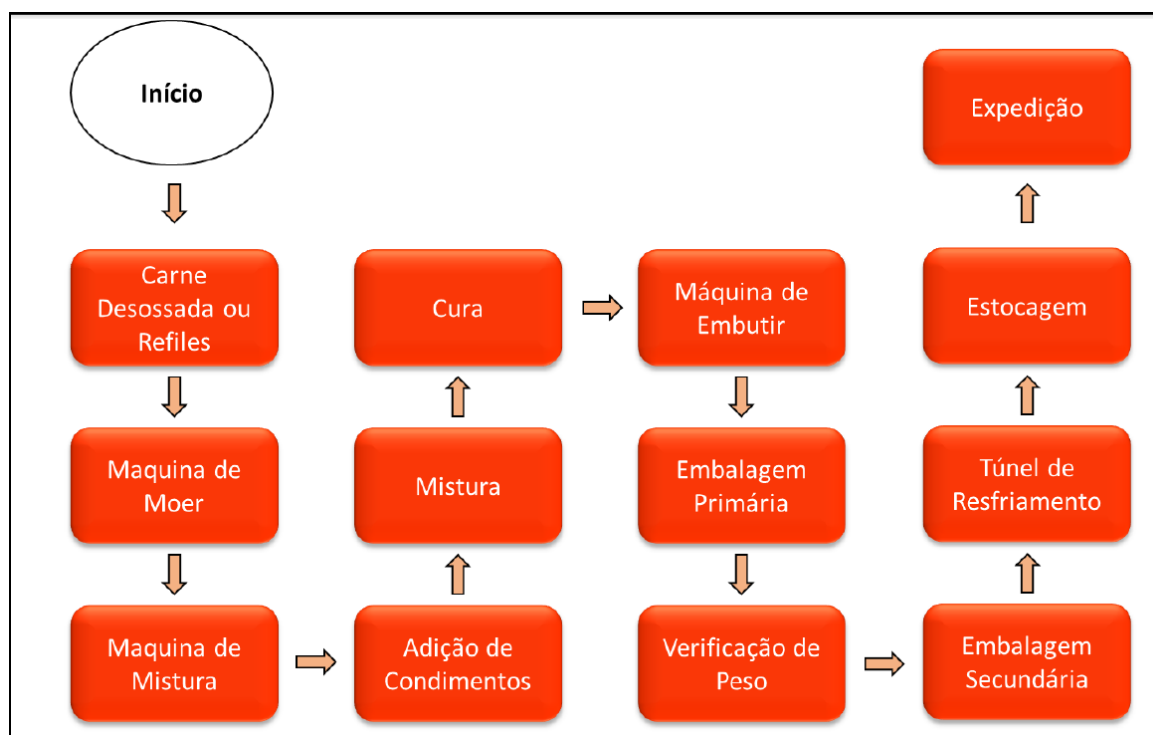 Início
Carne
Desossada ou
Refiles
Maquina de
Moer
Maquina de
Mistura
Adição de
Condimentos
Mistura
Cura
Máquina de
Embutir
Embalagem
Primária
Verificação de
Peso
Embalagem
Secundária
Túnel de
Resfriamento
Estocagem
Expedição